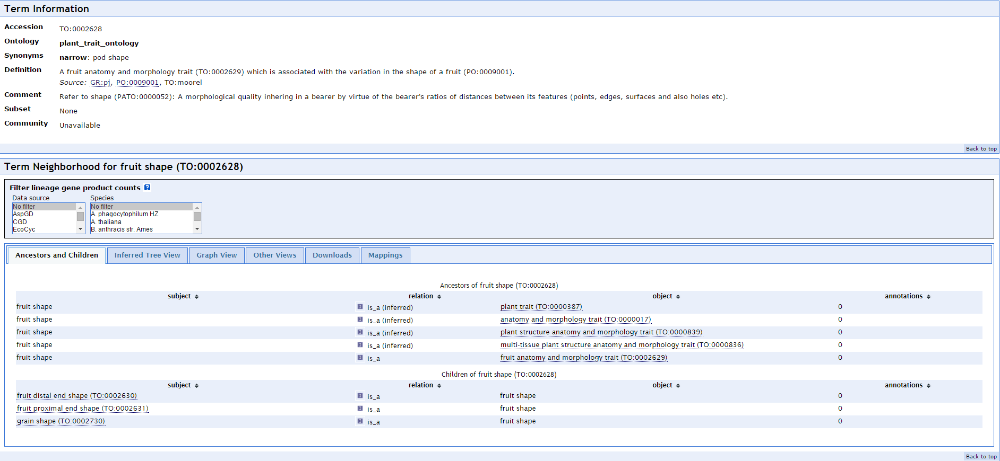 Term Information
Accession TO:0002628
Ontology plant_trait_ontology
Synonyms narrow: pod shape
Definition A fruit anatomy and morphology trait (TO:0002629) which is associated with the variation in the shape of a fruit (PO:0009001).
Source: GR:pj, PO:0009001, TO:moorel
Comment Refer to shape (PATO:0000052): A morphological quality inhering in a bearer by virtue of the bearer's ratios of distances between its features (points, edges, surfaces and also holes etc).
Subset None
Community Unavailable
Back to top
Term Neighborhood for fruit shape (TO:0002628)
Filter lineage gene product counts ?
Data source Species
No filter No filter
AspGD A. phagocytophilum HZ
CGD A. thaliana
EcoCyc B. anthracis str. Ames
Ancestors and Children Inferred Tree View Graph View Other Views Downloads Mappings
Ancestors of fruit shape (TO:0002628)
subject relation object annotations
fruit shape I is_a (inferred) plant trait (TO:0000387) 0
fruit shape I is_a (inferred) anatomy and morphology trait (TO:0000017) 0
fruit shape I is_a (inferred) plant structure anatomy and morphology trait (TO:0000839) 0
fruit shape I is_a (inferred) multi-tissue plant structure anatomy and morphology trait (TO:0000836) 0
fruit shape I is_a fruit anatomy and morphology trait (TO:0002629) 0
Children of fruit shape (TO:0002628)
subject relation object annotations
fruit distal end shape (TO:0002630) I is_a fruit shape 0
fruit proximal end shape (TO:0002631) I is_a fruit shape 0
grain shape (TO:0002730) I is_a fruit shape 0
Back to top